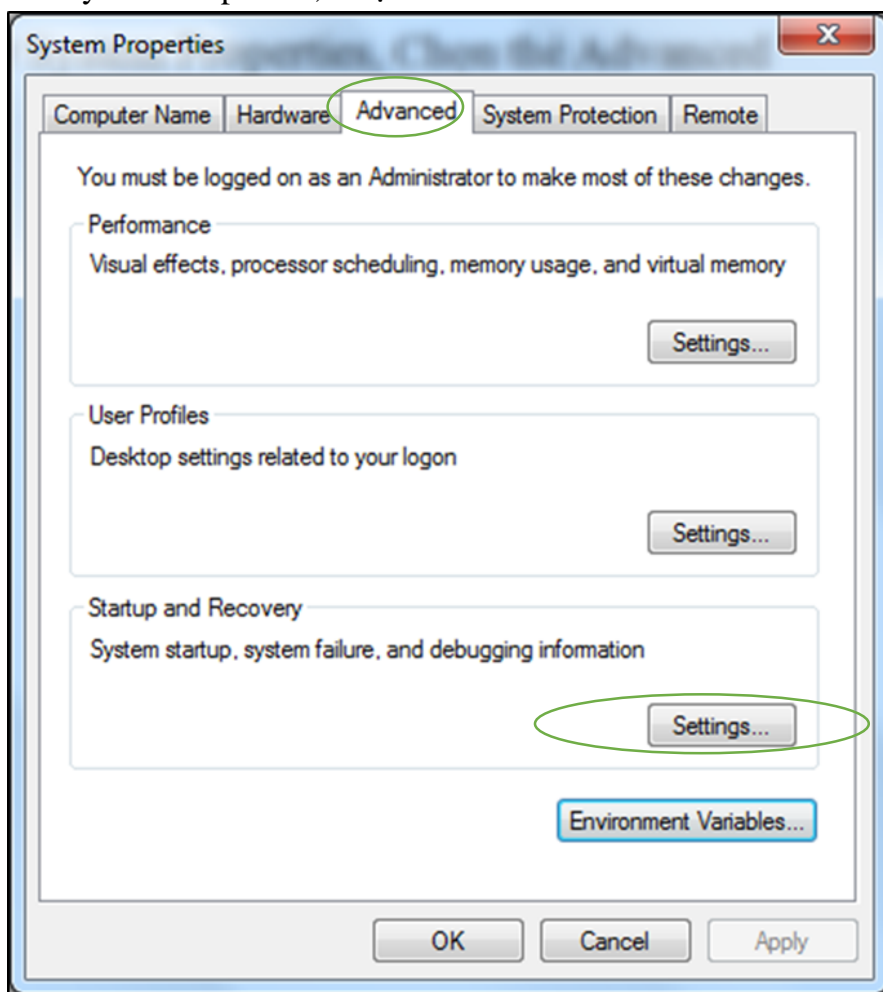 System Properties
Computer Name Hardware Advanced System Protection Remote
You must be logged on as an Administrator to make most of these changes.
Performance
Visual effects, processor scheduling, memory usage, and virtual memory
Settings...
User Profiles
Desktop settings related to your logon
Settings...
Startup and Recovery
System startup, system failure, and debugging information
Settings...
Environment Variables...
OK Cancel Apply